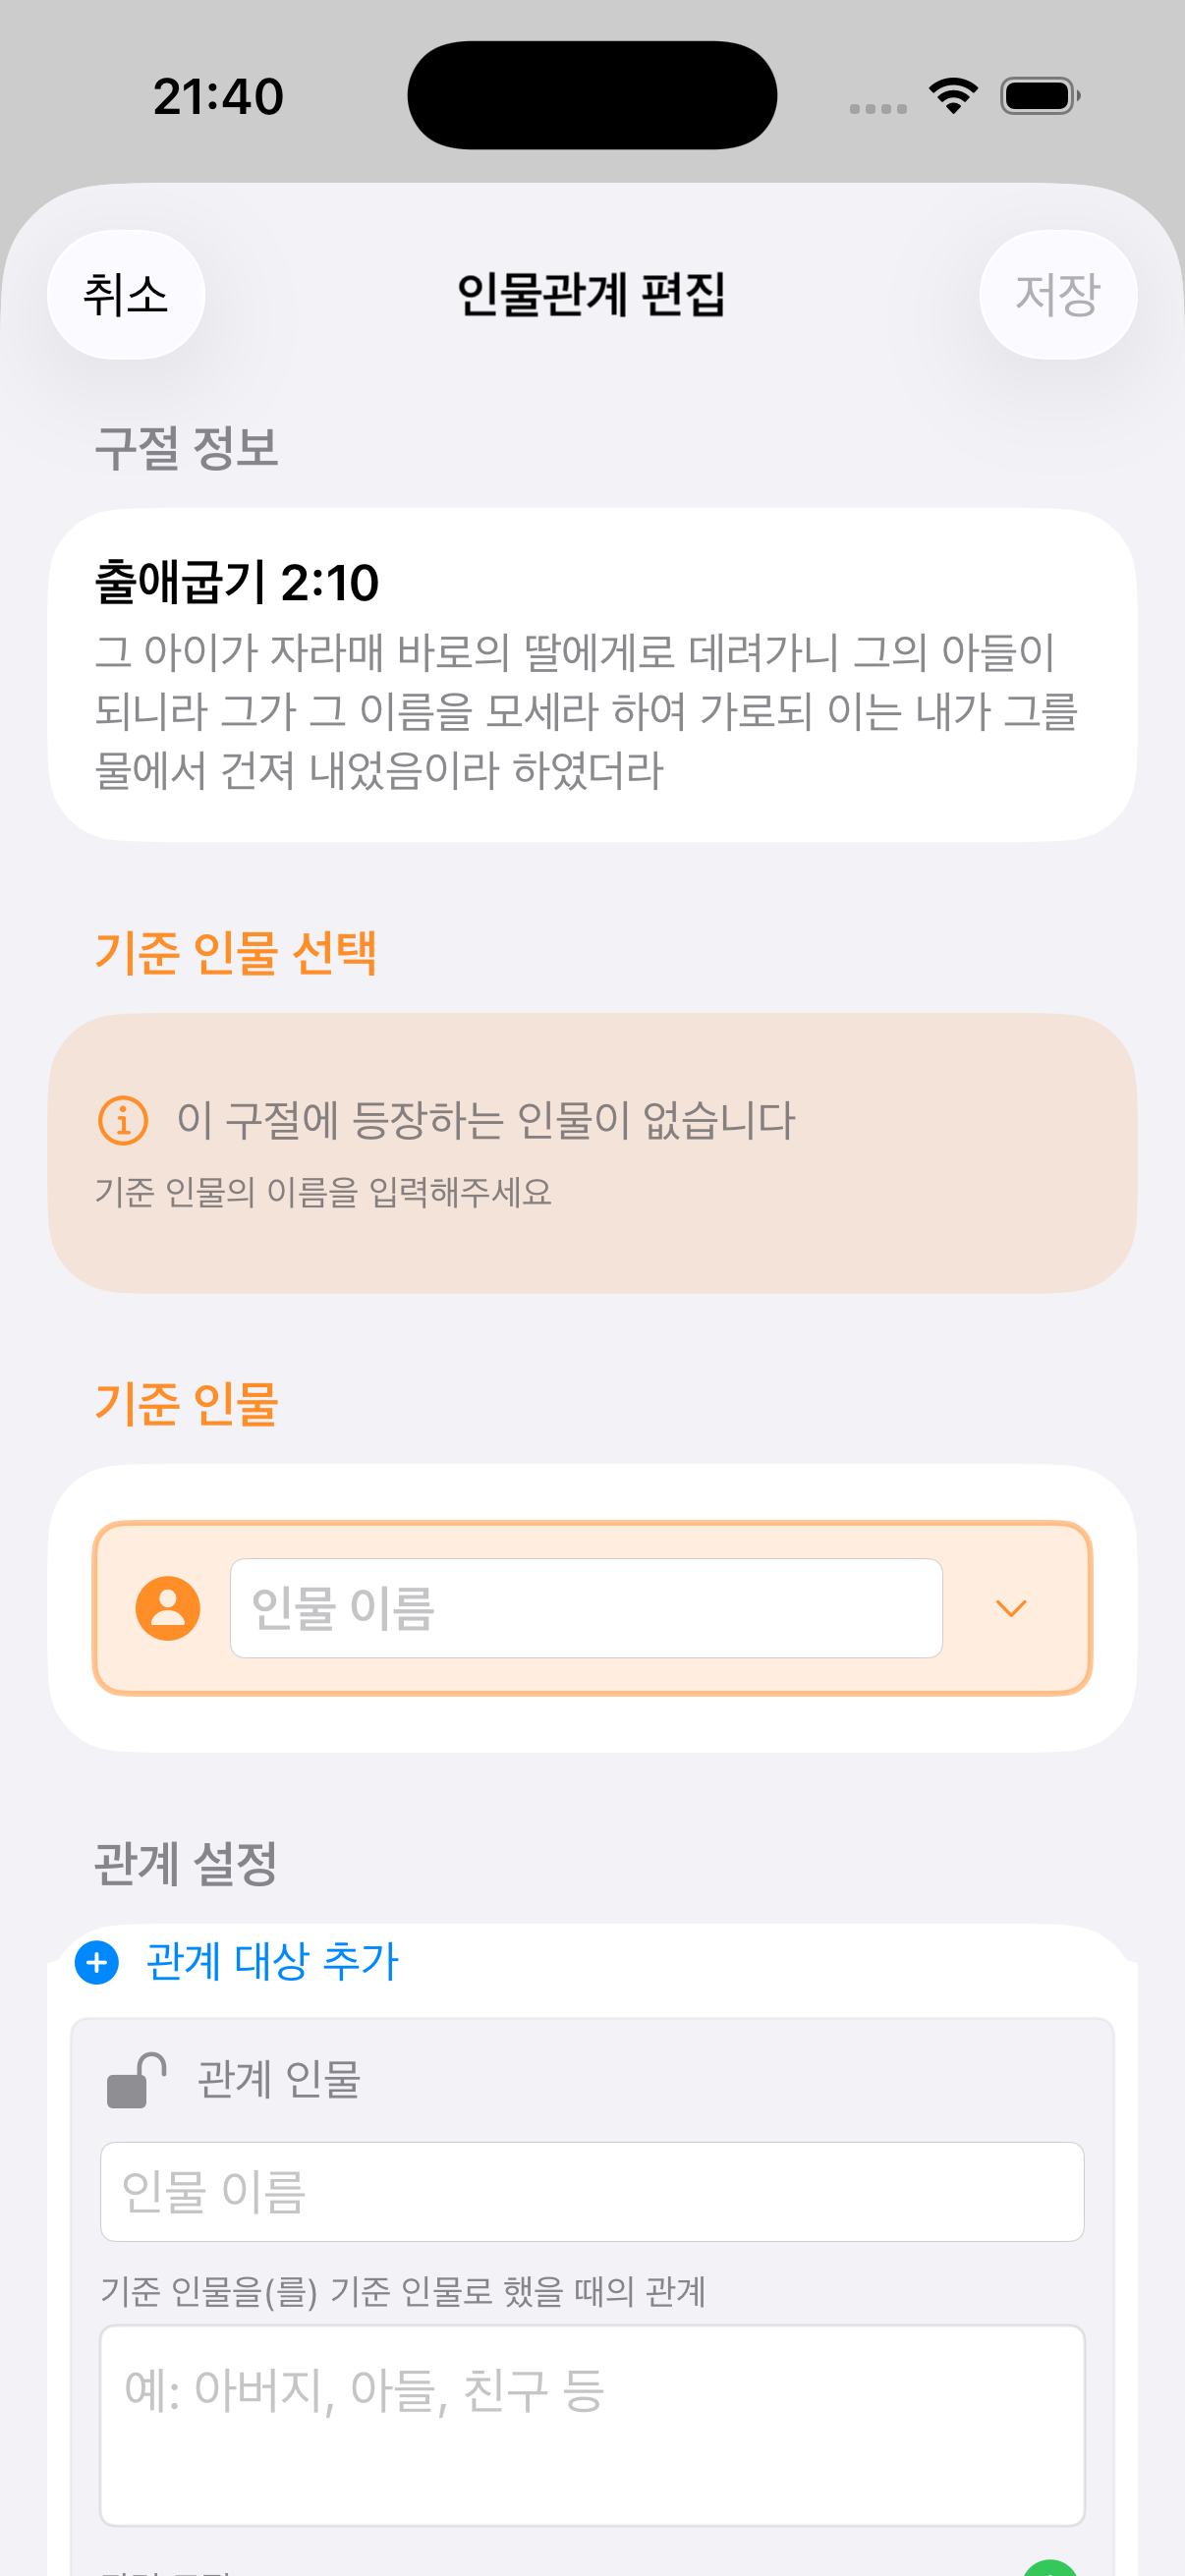 21:40
취소
인물관계 편집
저장
구절 정보
출애굽기 2:10
그 아이가 자라매 바로의 딸에게로 데려가니 그의 아들이
되니라 그가 그 이름을 모세라 하여 가로되 이는 내가 그를
물에서 건져 내었음이라 하였더라
기준 인물 선택
이 구절에 등장하는 인물이 없습니다
기준 인물의 이름을 입력해주세요
기준 인물
인물 이름
관계 설정
관계 대상 추가
관계 인물
인물 이름
기준 인물을(를) 기준 인물로 했을 때의 관계
예: 아버지, 아들, 친구 등